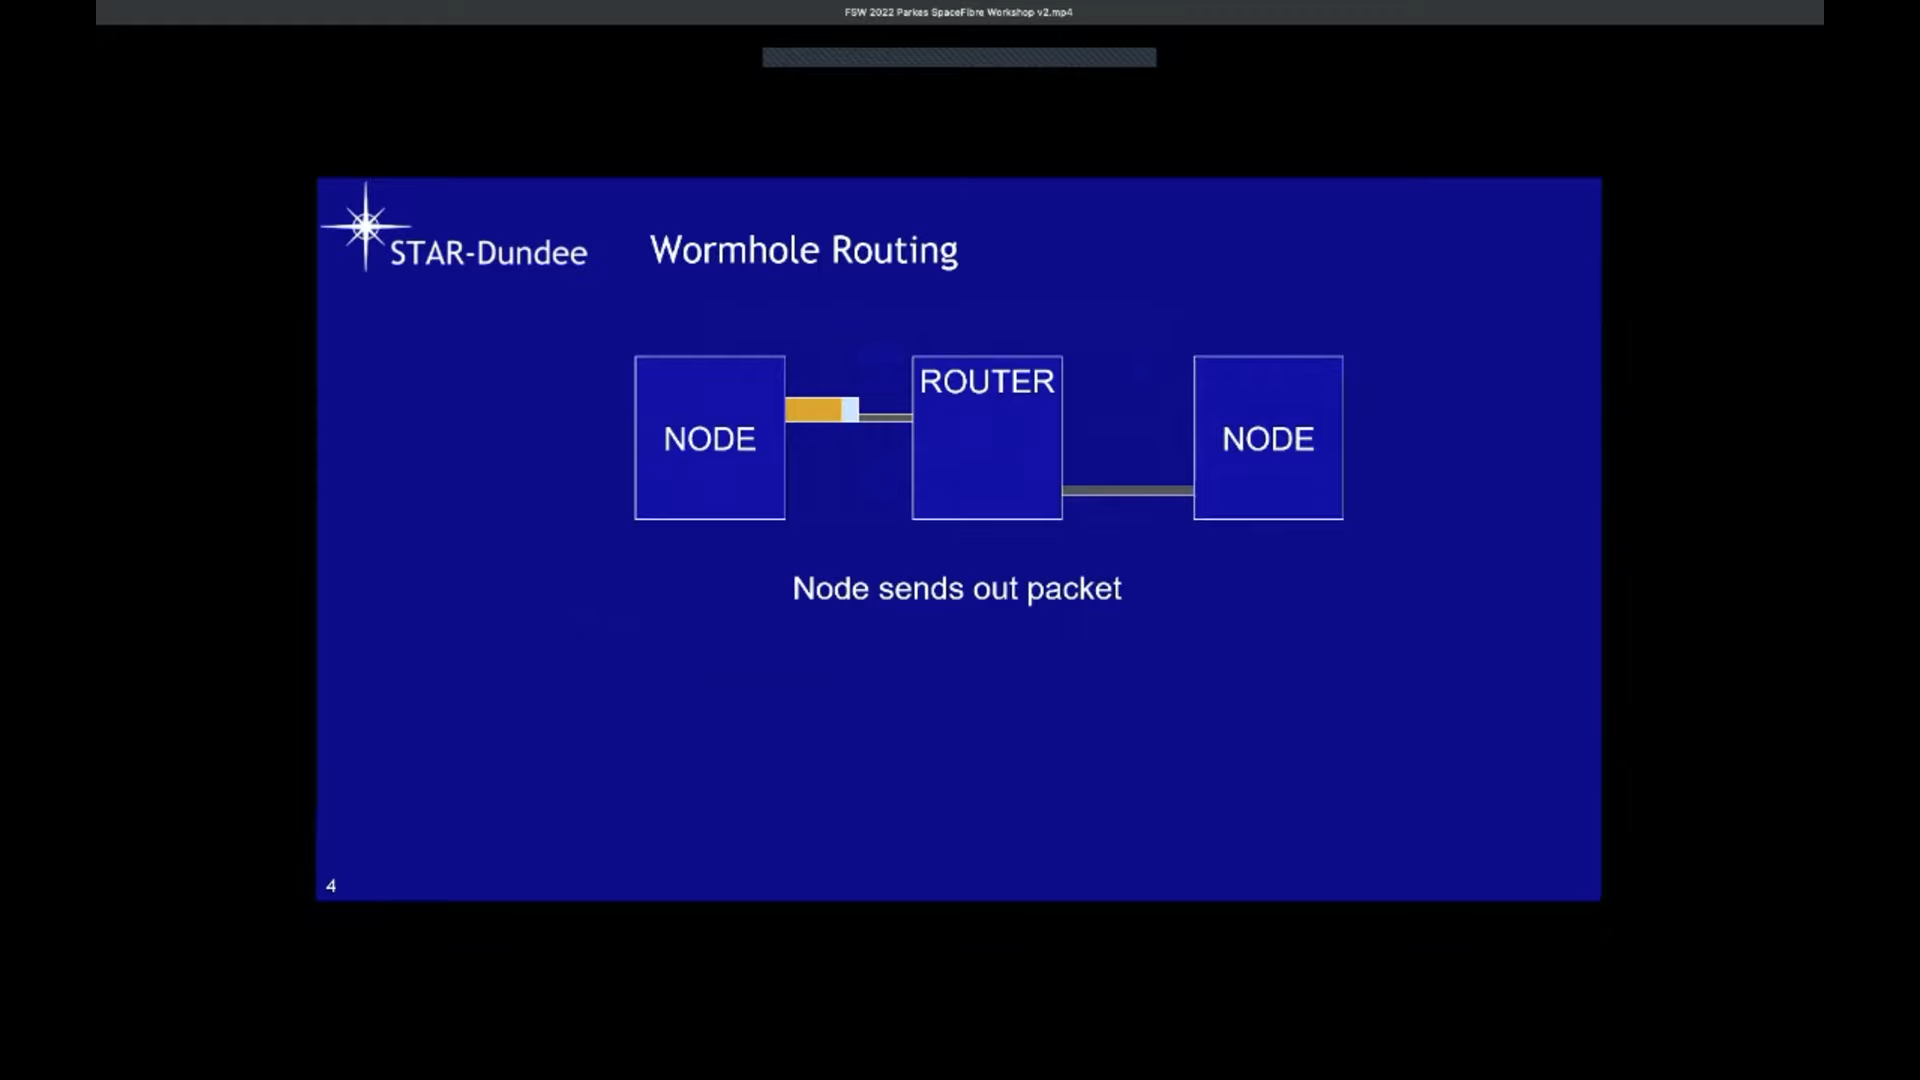 FSW 2022 Parkes SpaceFibre Workshop v2.mp4
STAR-Dundee
Wormhole Routing
NODE
ROUTER
NODE
Node sends out packet
4